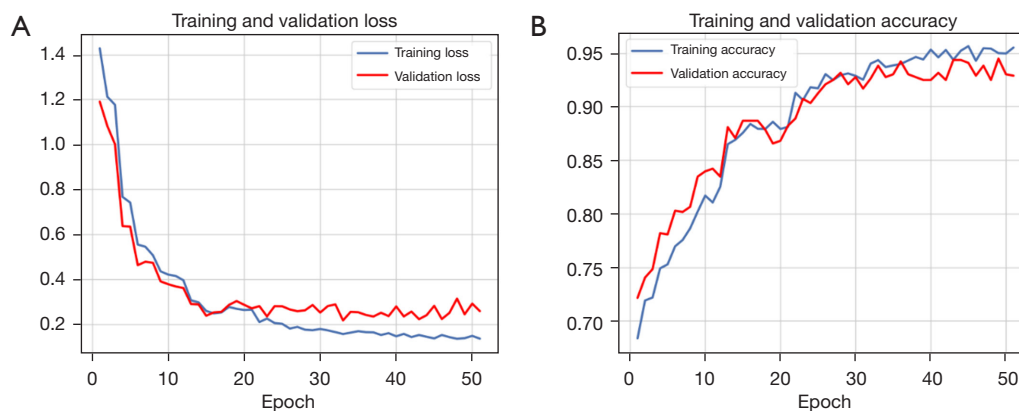 A
Training and validation loss
Training loss
Validation loss
1.4
1.2
1.0
0.8
0.6
0.4
0.2
0 10 20 30 40 50
Epoch
B
Training and validation accuracy
Training accuracy
Validation accuracy
0.95
0.90
0.85
0.80
0.75
0.70
0 10 20 30 40 50
Epoch